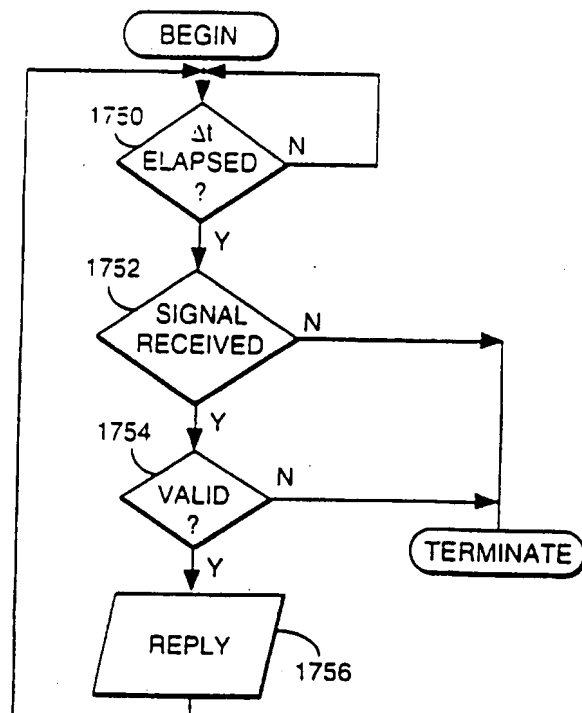 BEGIN
1750
Δt
ELAPSED
?
N
Y
1752
SIGNAL
RECEIVED
N
Y
1754
VALID
?
N
Y
TERMINATE
REPLY
1756